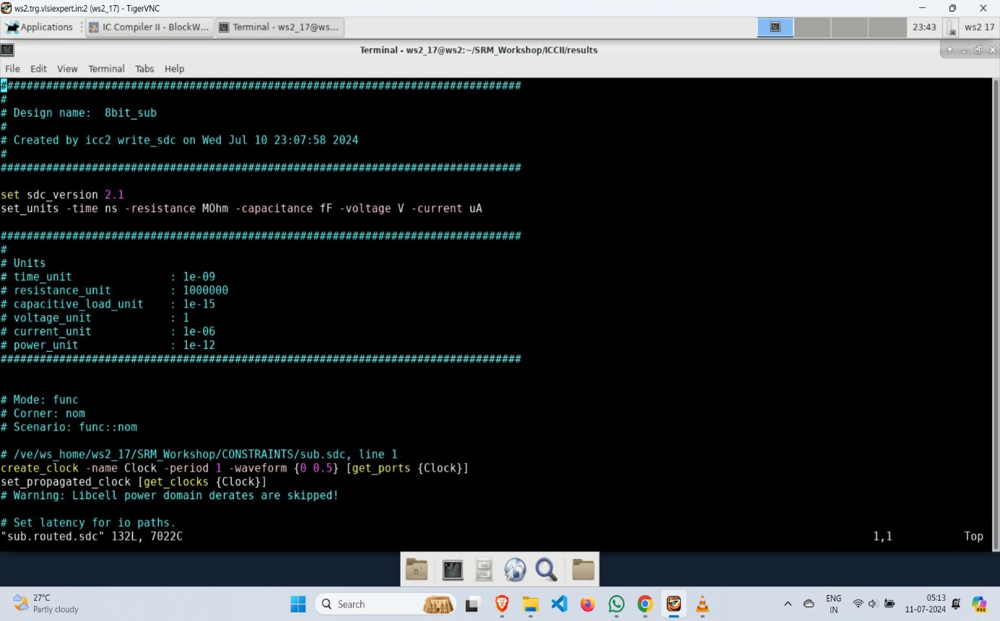 ws2.trg.vlsiexpert.in:2 (ws2_17) - TigerVNC
Applications
IC Compiler II - BlockW...
Terminal - ws2_17@ws...
23:43
ws2 17
Terminal - ws2_17@ws2:~/SRM_Workshop/ICCII/results
File Edit View Terminal Tabs Help
################################################################################
#
# Design name:  8bit_sub
#
# Created by icc2 write_sdc on Wed Jul 10 23:07:58 2024
#
################################################################################
set sdc_version 2.1
set_units -time ns -resistance MOhm -capacitance fF -voltage V -current uA
################################################################################
#
# Units
# time_unit               : 1e-09
# resistance_unit         : 1000000
# capacitive_load_unit    : 1e-15
# voltage_unit            : 1
# current_unit            : 1e-06
# power_unit              : 1e-12
################################################################################
# Mode: func
# Corner: nom
# Scenario: func::nom
# /ve/ws_home/ws2_17/SRM_Workshop/CONSTRAINTS/sub.sdc, line 1
create_clock -name Clock -period 1 -waveform {0 0.5} [get_ports {Clock}]
set_propagated_clock [get_clocks {Clock}]
# Warning: Libcell power domain derates are skipped!
# Set latency for io paths.
"sub.routed.sdc" 132L, 7022C 1,1 Top
27°C
Partly cloudy
Search
ENG
IN
05:13
11-07-2024
PRE